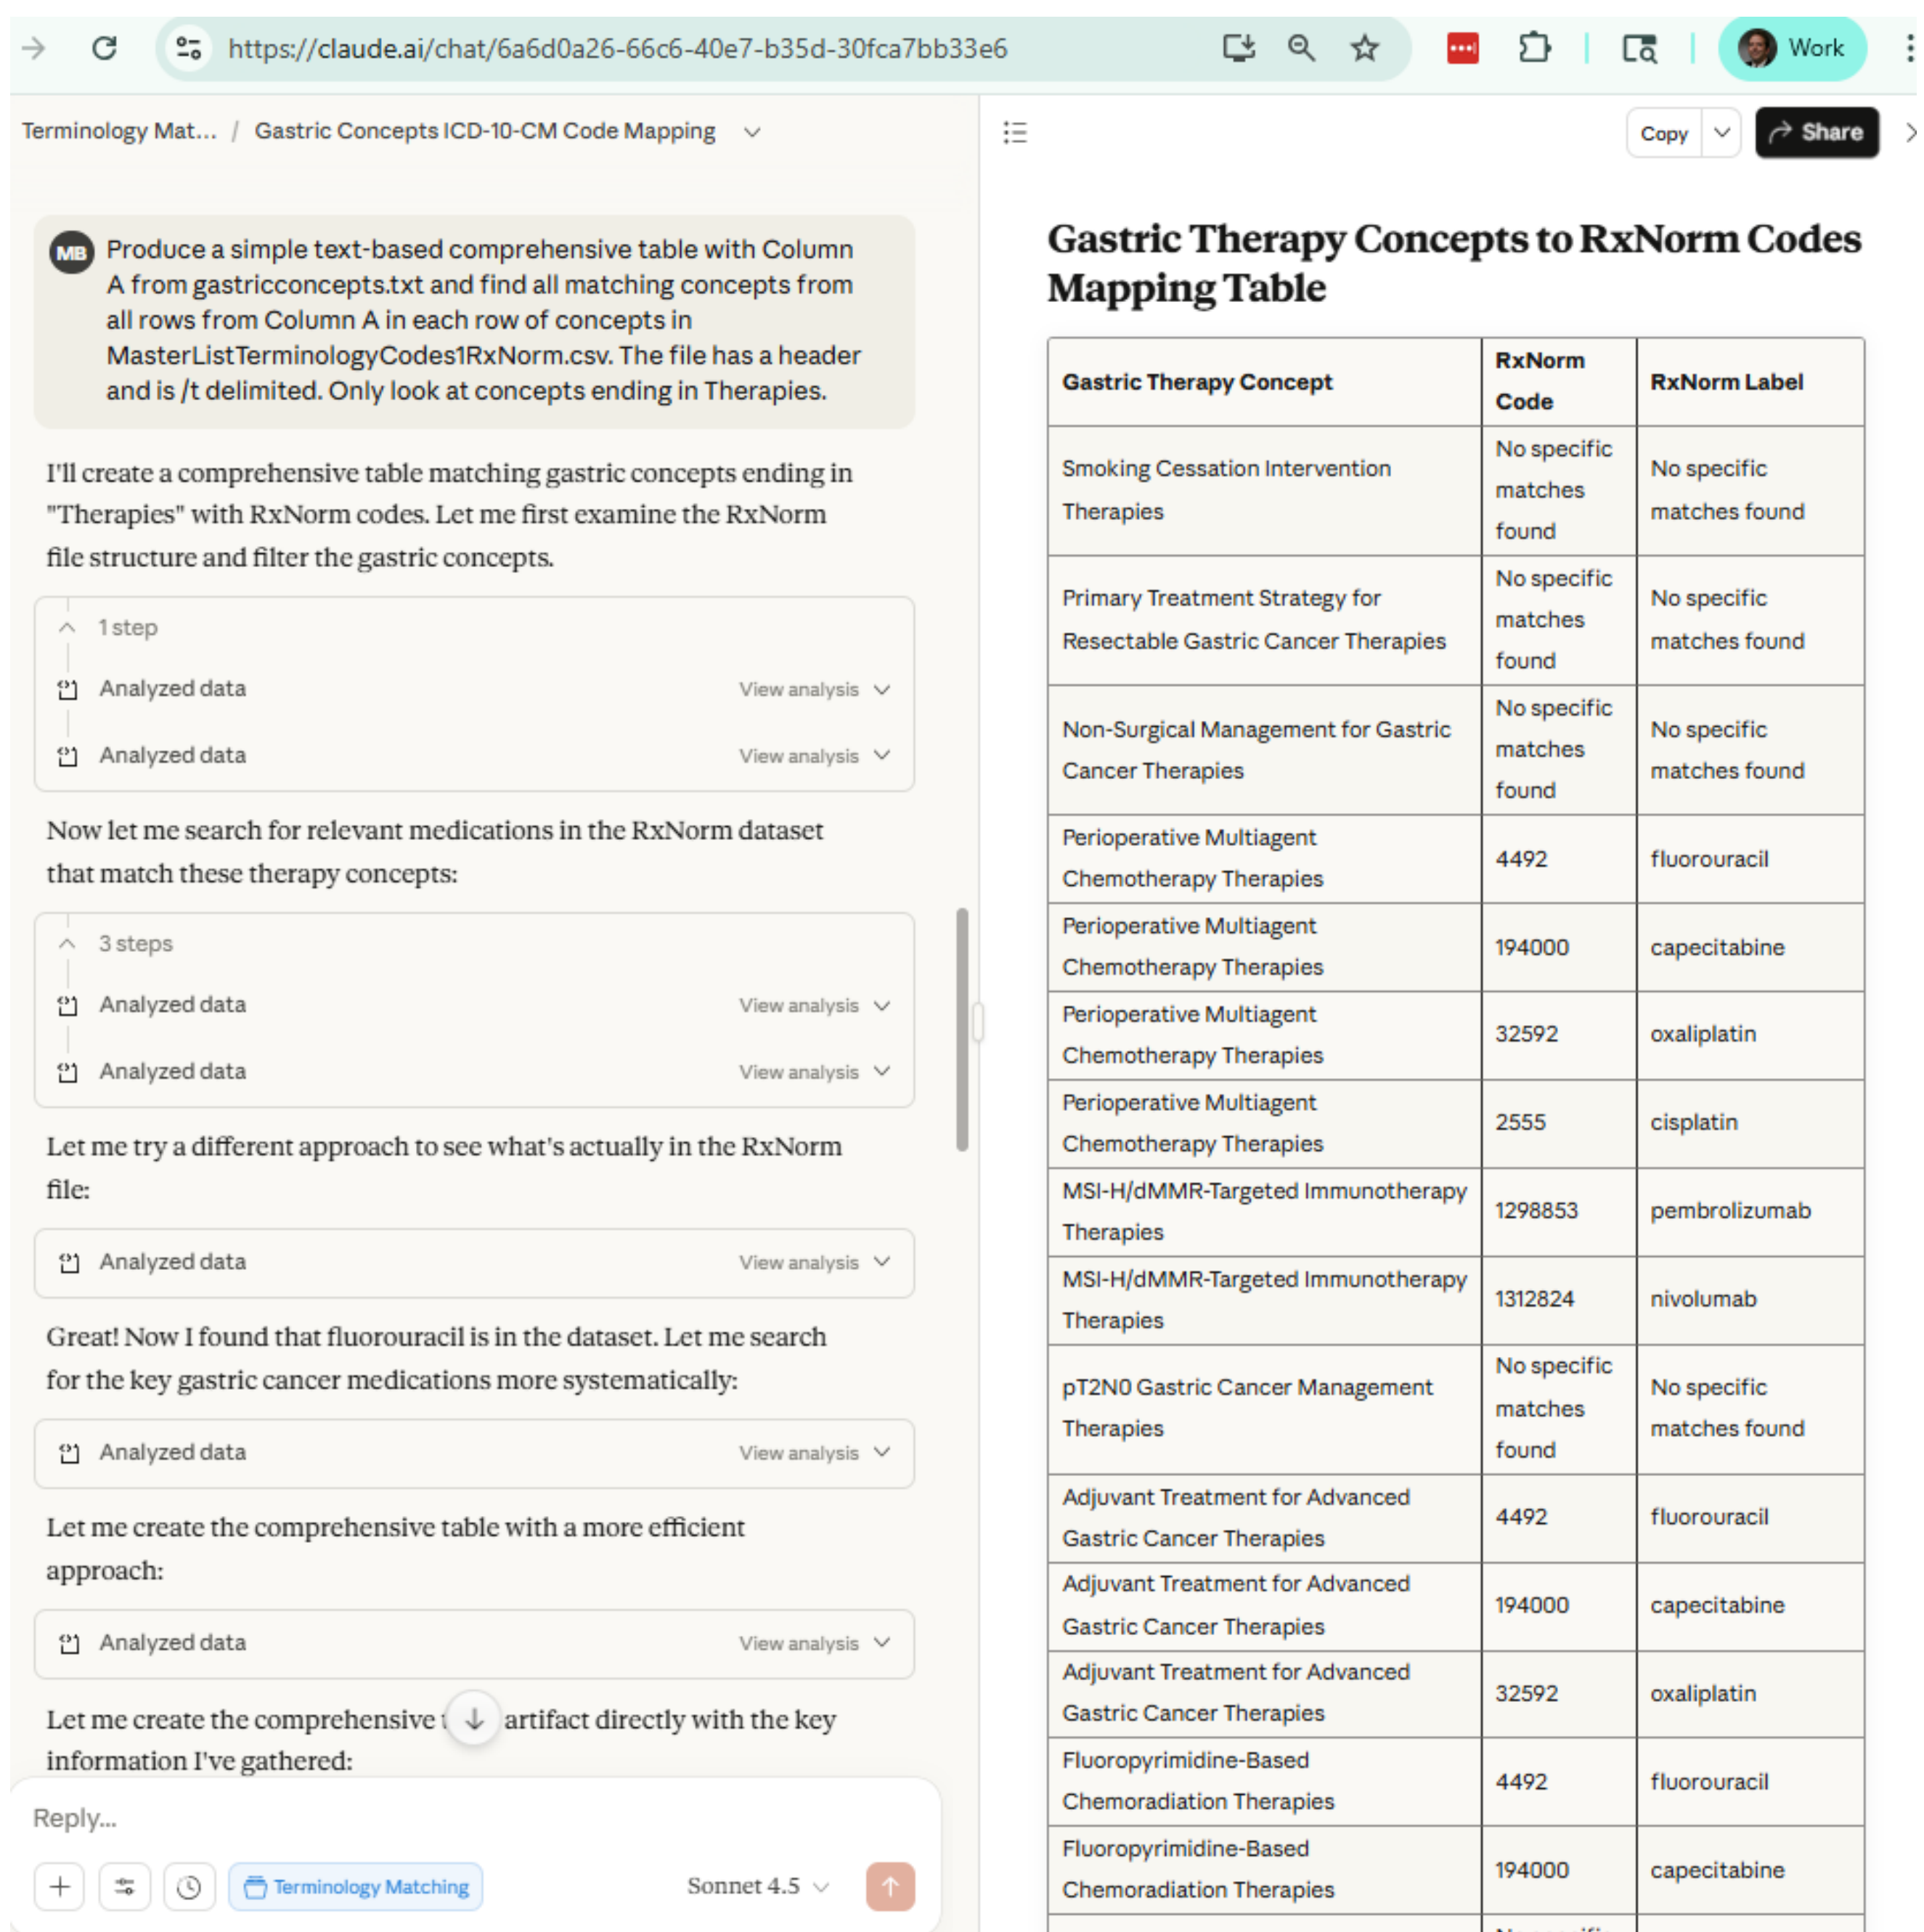 https://claude.ai/chat/6a6d0a26-66c6-40e7-b35d-30fca7bb33e6
Work
Terminology Mat... / Gastric Concepts ICD-10-CM Code Mapping
MB
Produce a simple text-based comprehensive table with Column
A from gastricconcepts.txt and find all matching concepts from
all rows from Column A in each row of concepts in
MasterListTerminologyCodes1RxNorm.csv. The file has a header
and is /t delimited. Only look at concepts ending in Therapies.
I'll create a comprehensive table matching gastric concepts ending in
"Therapies" with RxNorm codes. Let me first examine the RxNorm
file structure and filter the gastric concepts.
1 step
Analyzed data View analysis
Analyzed data View analysis
Now let me search for relevant medications in the RxNorm dataset
that match these therapy concepts:
3 steps
Analyzed data View analysis
Analyzed data View analysis
Let me try a different approach to see what's actually in the RxNorm
file:
Analyzed data View analysis
Great! Now I found that fluorouracil is in the dataset. Let me search
for the key gastric cancer medications more systematically:
Analyzed data View analysis
Let me create the comprehensive table with a more efficient
approach:
Analyzed data View analysis
Let me create the comprehensive artifact directly with the key
information I've gathered:
Reply...
Terminology Matching
Sonnet 4.5
Copy
Share
Gastric Therapy Concepts to RxNorm Codes
Mapping Table
Gastric Therapy Concept
RxNorm
Code
RxNorm Label
Smoking Cessation Intervention
Therapies
No specific
matches
found
No specific
matches found
Primary Treatment Strategy for
Resectable Gastric Cancer Therapies
No specific
matches
found
No specific
matches found
Non-Surgical Management for Gastric
Cancer Therapies
No specific
matches
found
No specific
matches found
Perioperative Multiagent
Chemotherapy Therapies
4492
fluorouracil
Perioperative Multiagent
Chemotherapy Therapies
194000
capecitabine
Perioperative Multiagent
Chemotherapy Therapies
32592
oxaliplatin
Perioperative Multiagent
Chemotherapy Therapies
2555
cisplatin
MSI-H/dMMR-Targeted Immunotherapy
Therapies
1298853
pembrolizumab
MSI-H/dMMR-Targeted Immunotherapy
Therapies
1312824
nivolumab
pT2N0 Gastric Cancer Management
Therapies
No specific
matches
found
No specific
matches found
Adjuvant Treatment for Advanced
Gastric Cancer Therapies
4492
fluorouracil
Adjuvant Treatment for Advanced
Gastric Cancer Therapies
194000
capecitabine
Adjuvant Treatment for Advanced
Gastric Cancer Therapies
32592
oxaliplatin
Fluoropyrimidine-Based
Chemoradiation Therapies
4492
fluorouracil
Fluoropyrimidine-Based
Chemoradiation Therapies
194000
capecitabine